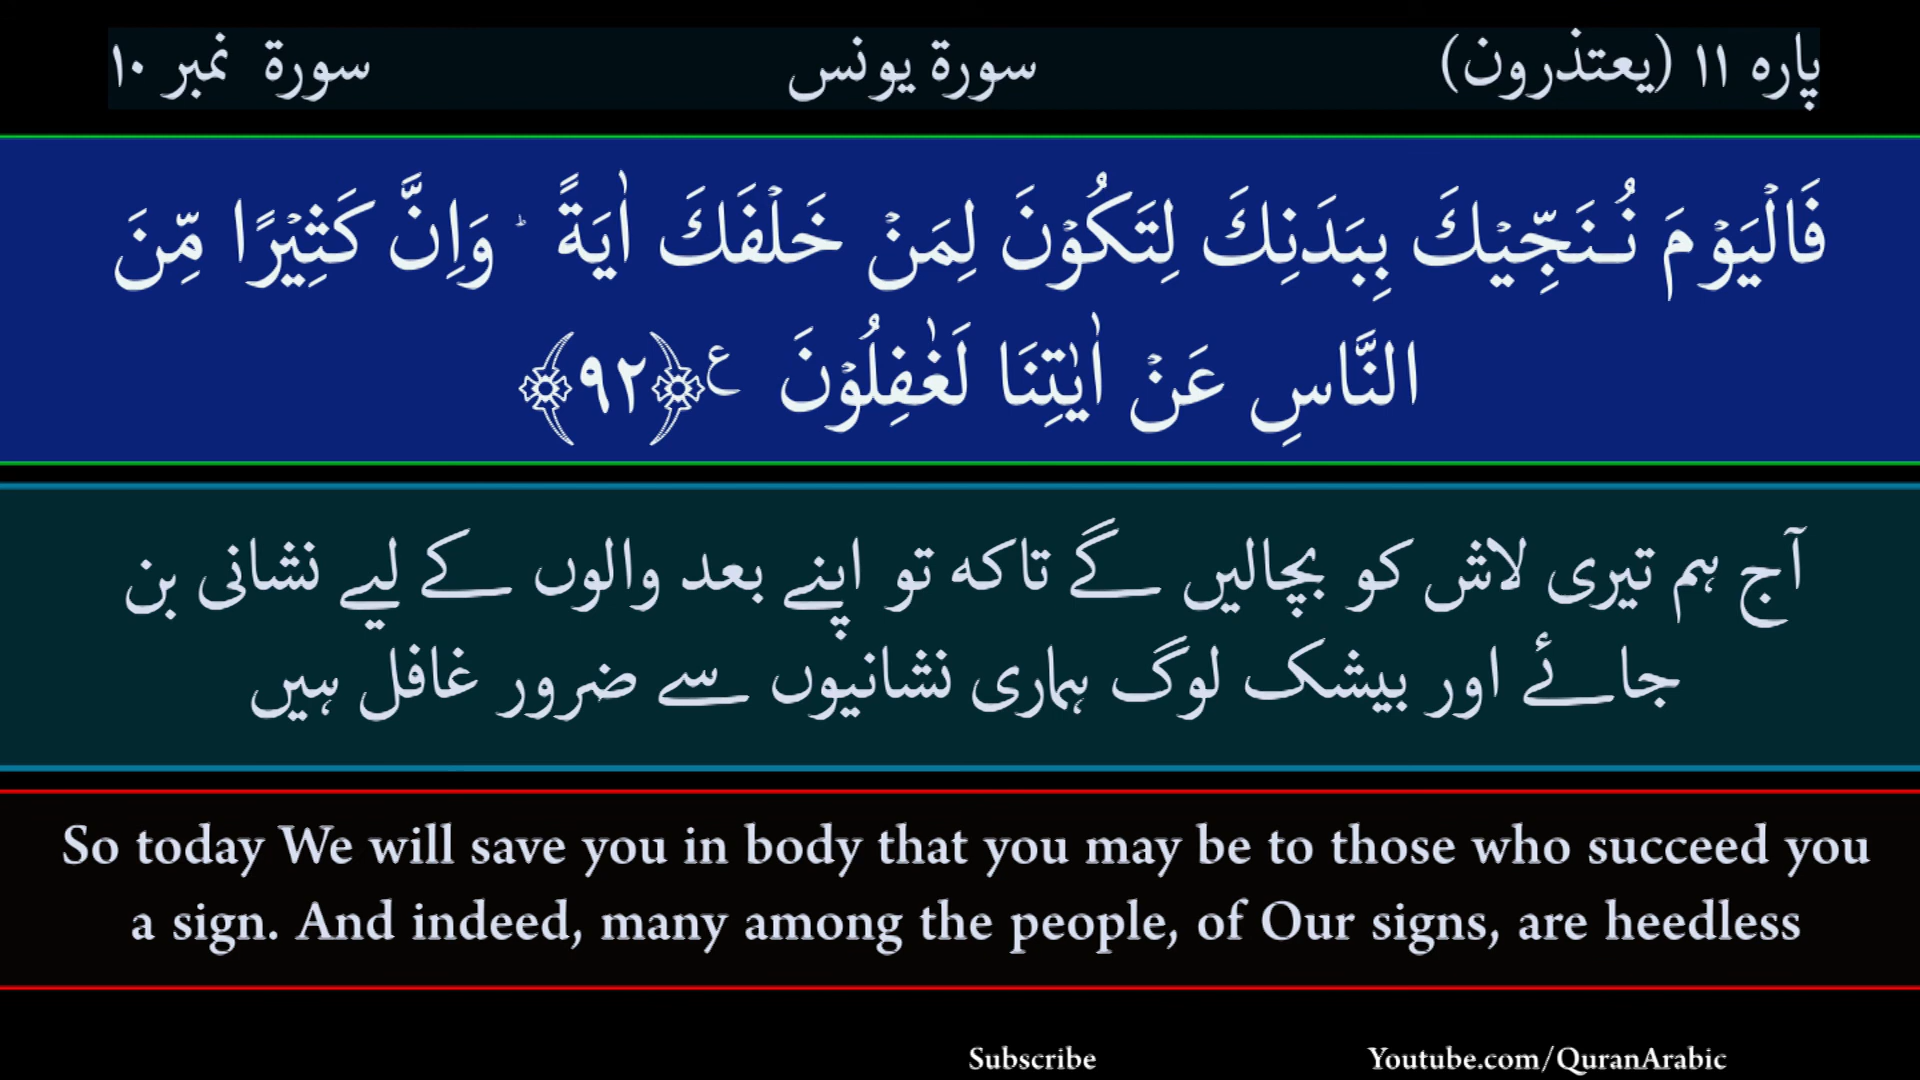 پارہ ۱۱ (یعتذرون) سورۃ یونس سورۃ نمبر ۱۰
فَالْيَوْمَ نُـنَجِّيْكَ بِبَدَنِكَ لِتَكُوْنَ لِمَنْ خَلْفَكَ اٰيَةً ؕ وَاِنَّ كَثِيْرًا مِّنَ
النَّاسِ عَنْ اٰيٰتِنَا لَغٰفِلُوْنَ ع ﴿۹۲﴾
آج ہم تیری لاش کو بچالیں گے تاکہ تو اپنے بعد والوں کے لیے نشانی بن
جائے اور بیشک لوگ ہماری نشانیوں سے ضرور غافل ہیں
So today We will save you in body that you may be to those who succeed you
a sign. And indeed, many among the people, of Our signs, are heedless
Subscribe Youtube.com/QuranArabic